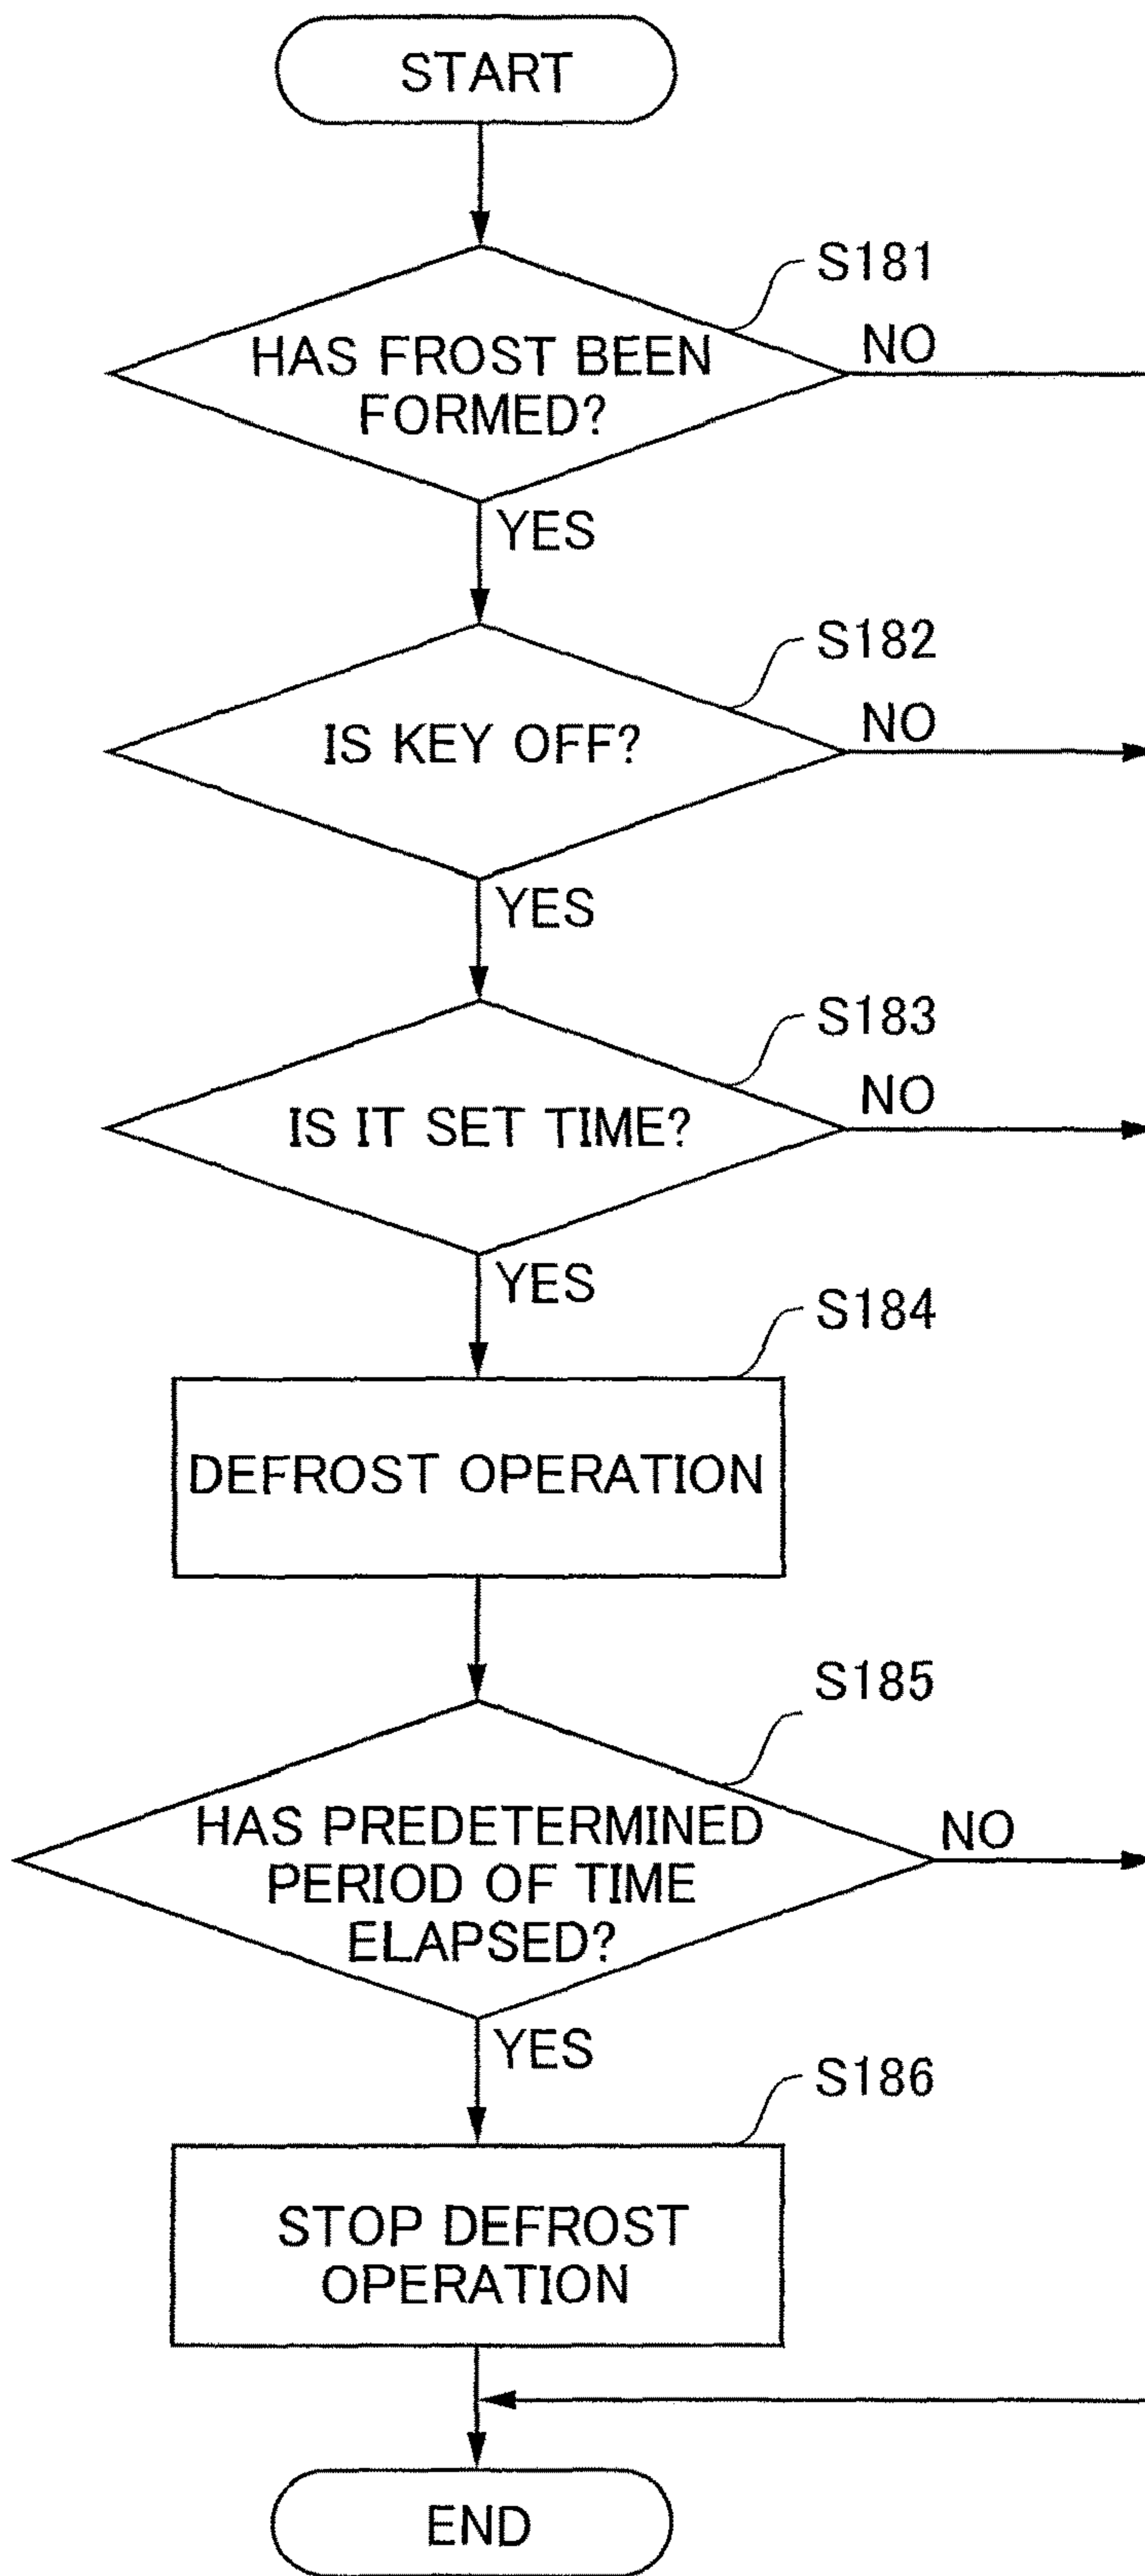 START
S181
HAS FROST BEEN
FORMED?
NO
YES
S182
IS KEY OFF?
NO
YES
S183
IS IT SET TIME?
NO
YES
S184
DEFROST OPERATION
S185
HAS PREDETERMINED
PERIOD OF TIME
ELAPSED?
NO
YES
S186
STOP DEFROST
OPERATION
END